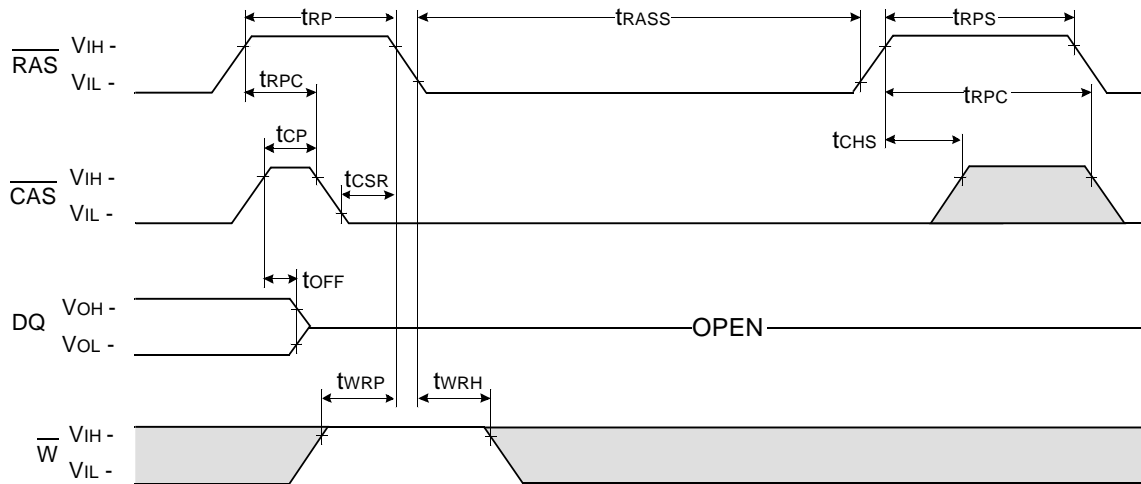 tRP tRASS tRPS
RAS VIH -
VIL -
tRPC tRPC
tCP tCHS
CAS VIH -
VIL -
tCSR
tOFF
DQ VOH -
VOL -
OPEN
tWRP tWRH
W VIH -
VIL -